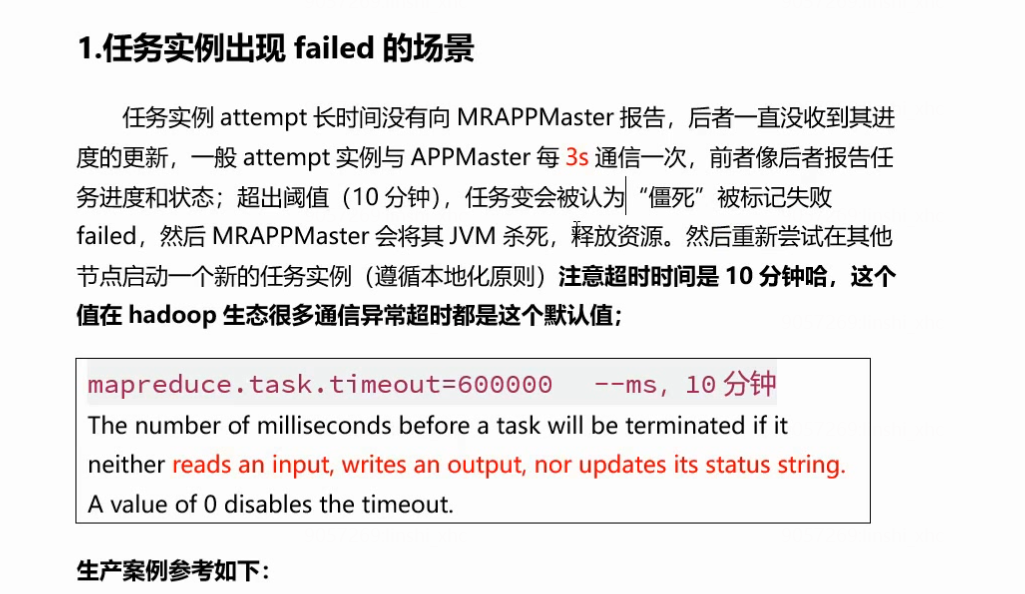 1.任务实例出现 failed 的场景
任务实例 attempt 长时间没有向 MRAPPMaster 报告，后者一直没收到其进
度的更新，一般 attempt 实例与 APPMaster 每 3s 通信一次，前者像后者报告任
务进度和状态；超出阈值（10 分钟），任务变会被认为“僵死”被标记失败
failed，然后 MRAPPMaster 会将其 JVM 杀死，释放资源。然后重新尝试在其他
节点启动一个新的任务实例（遵循本地化原则）注意超时时间是 10 分钟哈，这个
值在 hadoop 生态很多通信异常超时都是这个默认值；
mapreduce.task.timeout=600000 --ms，10 分钟
The number of milliseconds before a task will be terminated if it
neither reads an input, writes an output, nor updates its status string.
A value of 0 disables the timeout.
生产案例参考如下：